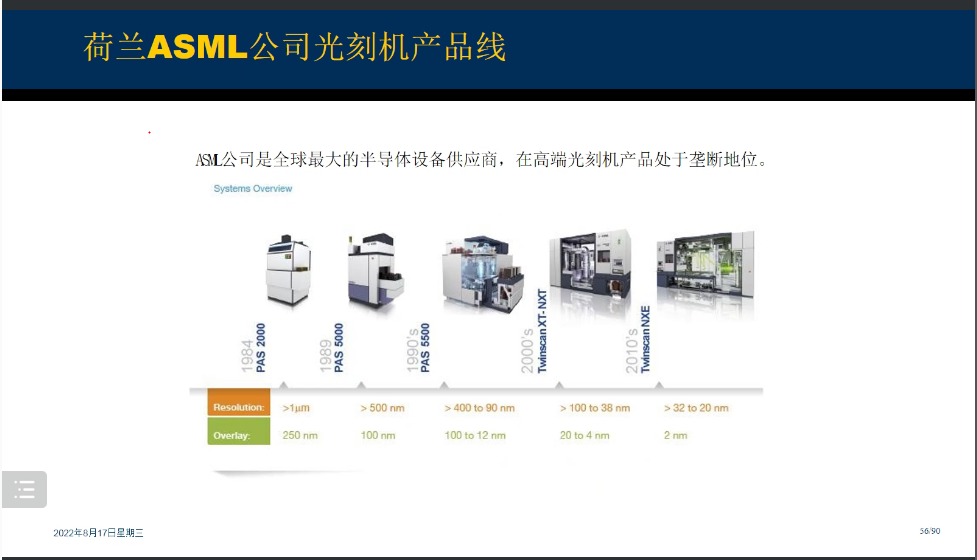 荷兰ASML公司光刻机产品线
ASML公司是全球最大的半导体设备供应商，在高端光刻机产品处于垄断地位。
Systems Overview
1984
PAS 2000
1989
PAS 5000
1990's
PAS 5500
2000's
Twinscan XT- NXT
2010's
Twinscan NXE
Resolution: >1μm > 500 nm > 400 to 90 nm > 100 to 38 nm > 32 to 20 nm
Overlay: 250 nm 100 nm 100 to 12 nm 20 to 4 nm 2 nm
2022年8月17日星期三
56/90